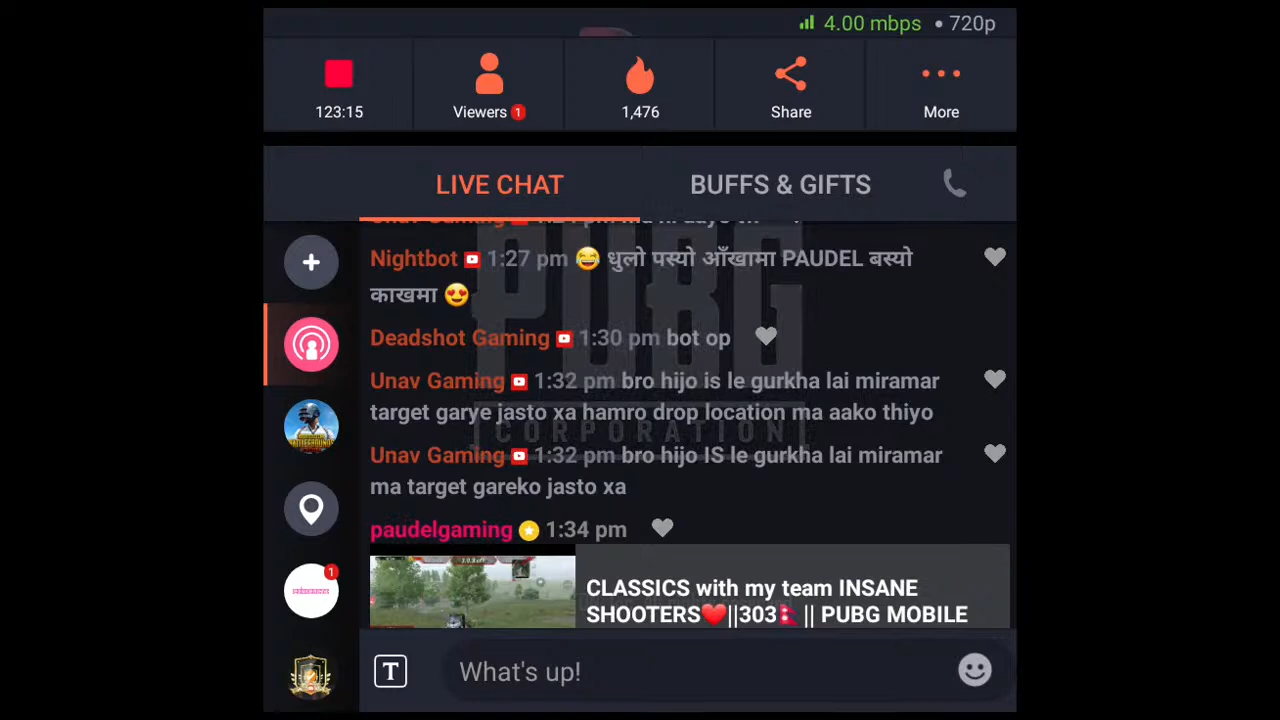 4.00 mbps • 720p
123:15
Viewers 1
1,476
Share
More
LIVE CHAT
BUFFS & GIFTS
Nightbot 1:27 pm 😂 धुलो पस्यो आँखामा PAUDEL बस्यो
काखमा 😍
Deadshot Gaming 1:30 pm bot op
Unav Gaming 1:32 pm bro hijo is le gurkha lai miramar
target garye jasto xa hamro drop location ma aako thiyo
Unav Gaming 1:32 pm bro hijo IS le gurkha lai miramar
ma target gareko jasto xa
paudelgaming 1:34 pm
CLASSICS with my team INSANE
SHOOTERS❤️||303🇳🇵|| PUBG MOBILE
1
T
What's up!
PUBG
CORPORATION